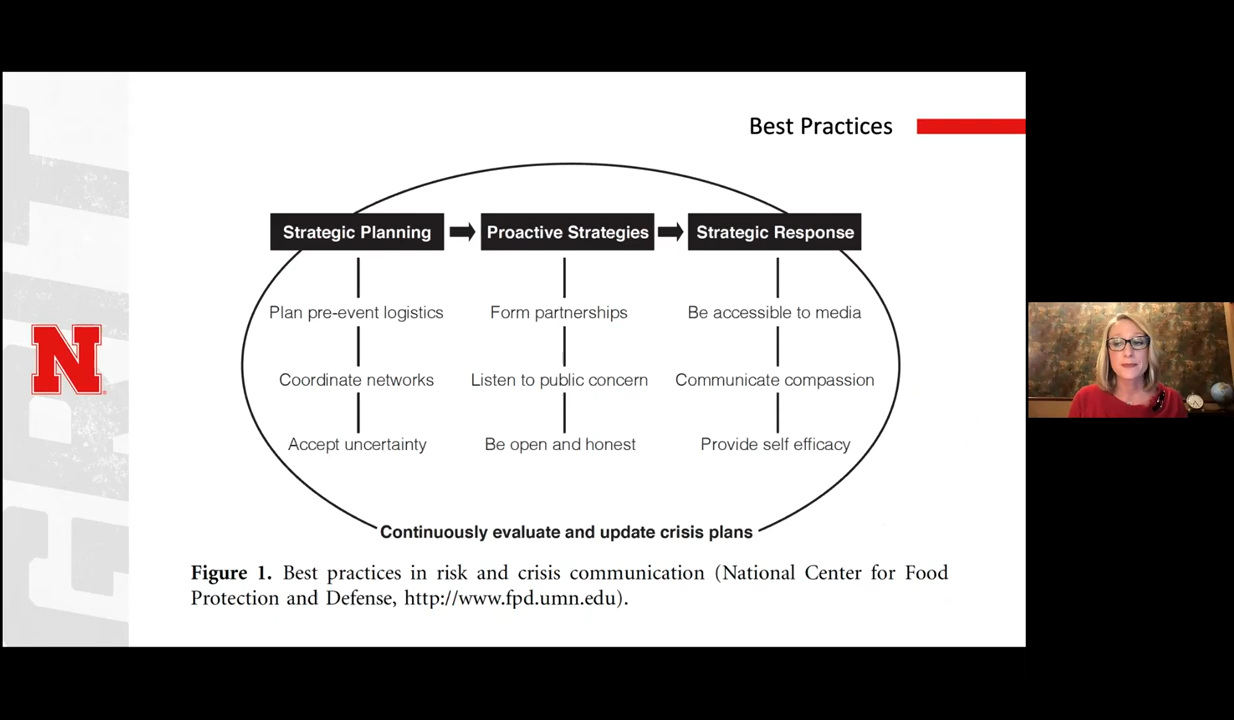 Best Practices
Strategic Planning
Proactive Strategies
Strategic Response
Plan pre-event logistics
Form partnerships
Be accessible to media
Coordinate networks
Listen to public concern
Communicate compassion
Accept uncertainty
Be open and honest
Provide self efficacy
Continuously evaluate and update crisis plans
Figure 1. Best practices in risk and crisis communication (National Center for Food
Protection and Defense, http://www.fpd.umn.edu).
N